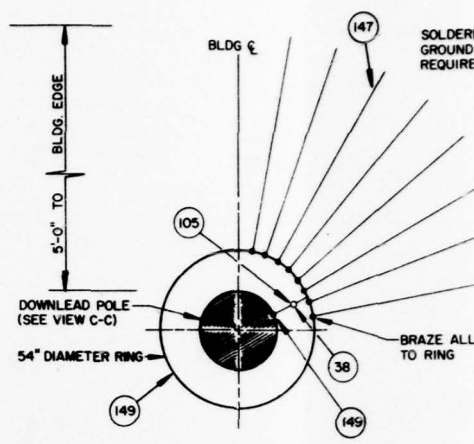 BLDG ℄
147
SOLDER
GROUND
REQUIRE
5'-0" TO BLDG. EDGE
105
DOWNLEAD POLE
(SEE VIEW C-C)
54" DIAMETER RING
BRAZE ALL
TO RING
38
149
149